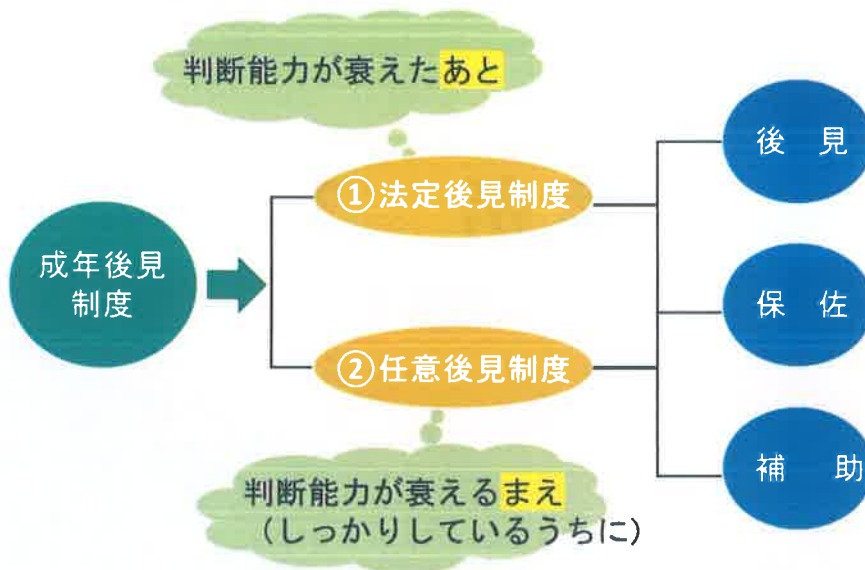 判断能力が衰えたあと
①法定後見制度
成年後見
制度
②任意後見制度
判断能力が衰えるまえ
（しっかりしているうちに）
後　見
保　佐
補　助